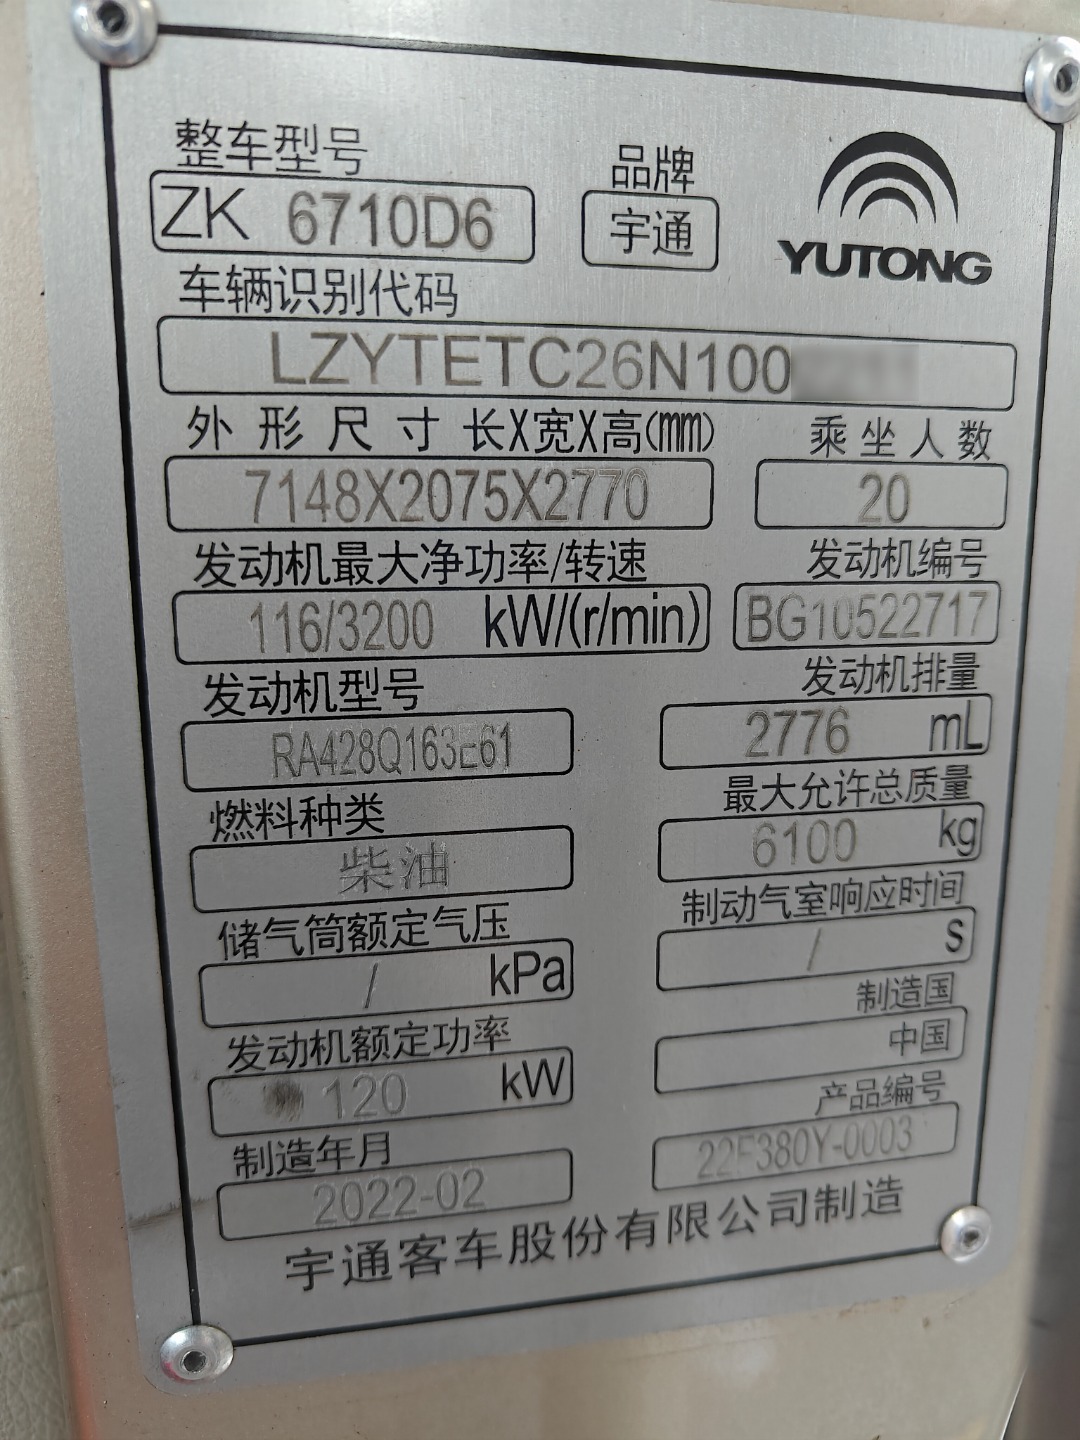 整车型号 品牌
ZK 6710D6 宇通 YUTONG
车辆识别代码
LZYTETC26N100
外形尺寸 长X宽X高(mm) 乘坐人数
7148X2075X2770 20
发动机最大净功率/转速 发动机编号
116/3200 kW/(r/min) BG10522717
发动机型号 发动机排量
RA428Q163E61 2776 mL
燃料种类 最大允许总质量
柴油 6100 kg
储气筒额定气压 制动气室响应时间
/ kPa / s
发动机额定功率 制造国
120 kW 中国
制造年月 产品编号
2022-02 22F380Y-0003
宇通客车股份有限公司制造